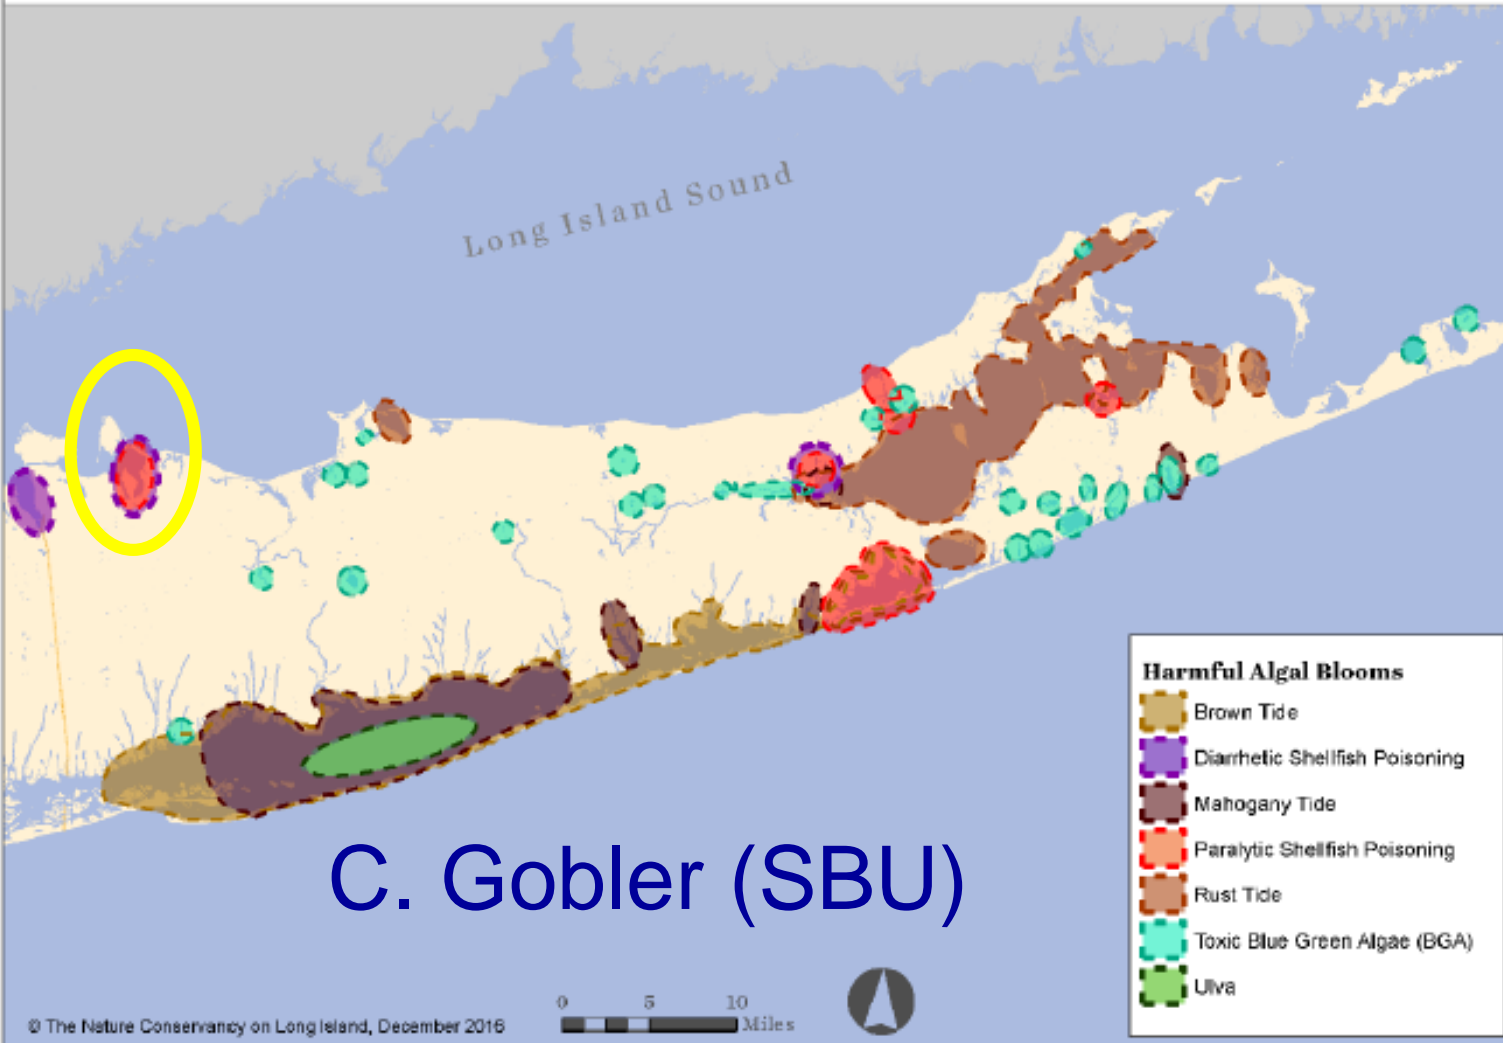 Long Island Sound
Harmful Algal Blooms
Brown Tide
Diarrhetic Shellfish Poisoning
Mahogany Tide
Paralytic Shellfish Poisoning
Rust Tide
Toxic Blue Green Algae (BGA)
Ulva
C. Gobler (SBU)
0 5 10
Miles
© The Nature Conservancy on Long Island, December 2016